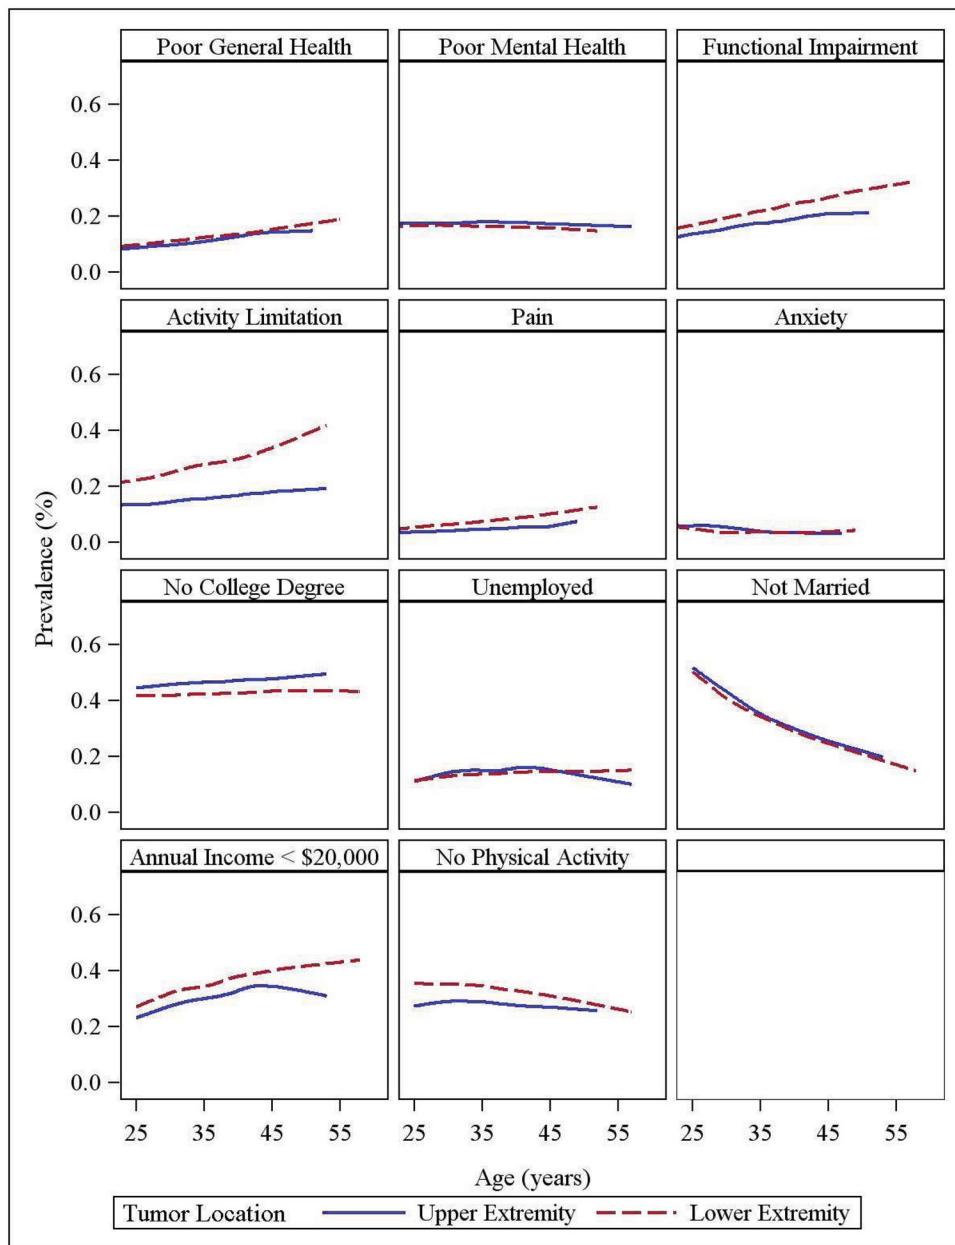 Poor General Health Poor Mental Health Functional Impairment
0.6
0.4
0.2
0.0
Activity Limitation Pain Anxiety
0.6
0.4
0.2
0.0
Prevalence (%)
No College Degree Unemployed Not Married
0.6
0.4
0.2
0.0
Annual Income < $20,000 No Physical Activity
0.6
0.4
0.2
0.0
25 35 45 55 25 35 45 55 25 35 45 55
Age (years)
Tumor Location Upper Extremity Lower Extremity